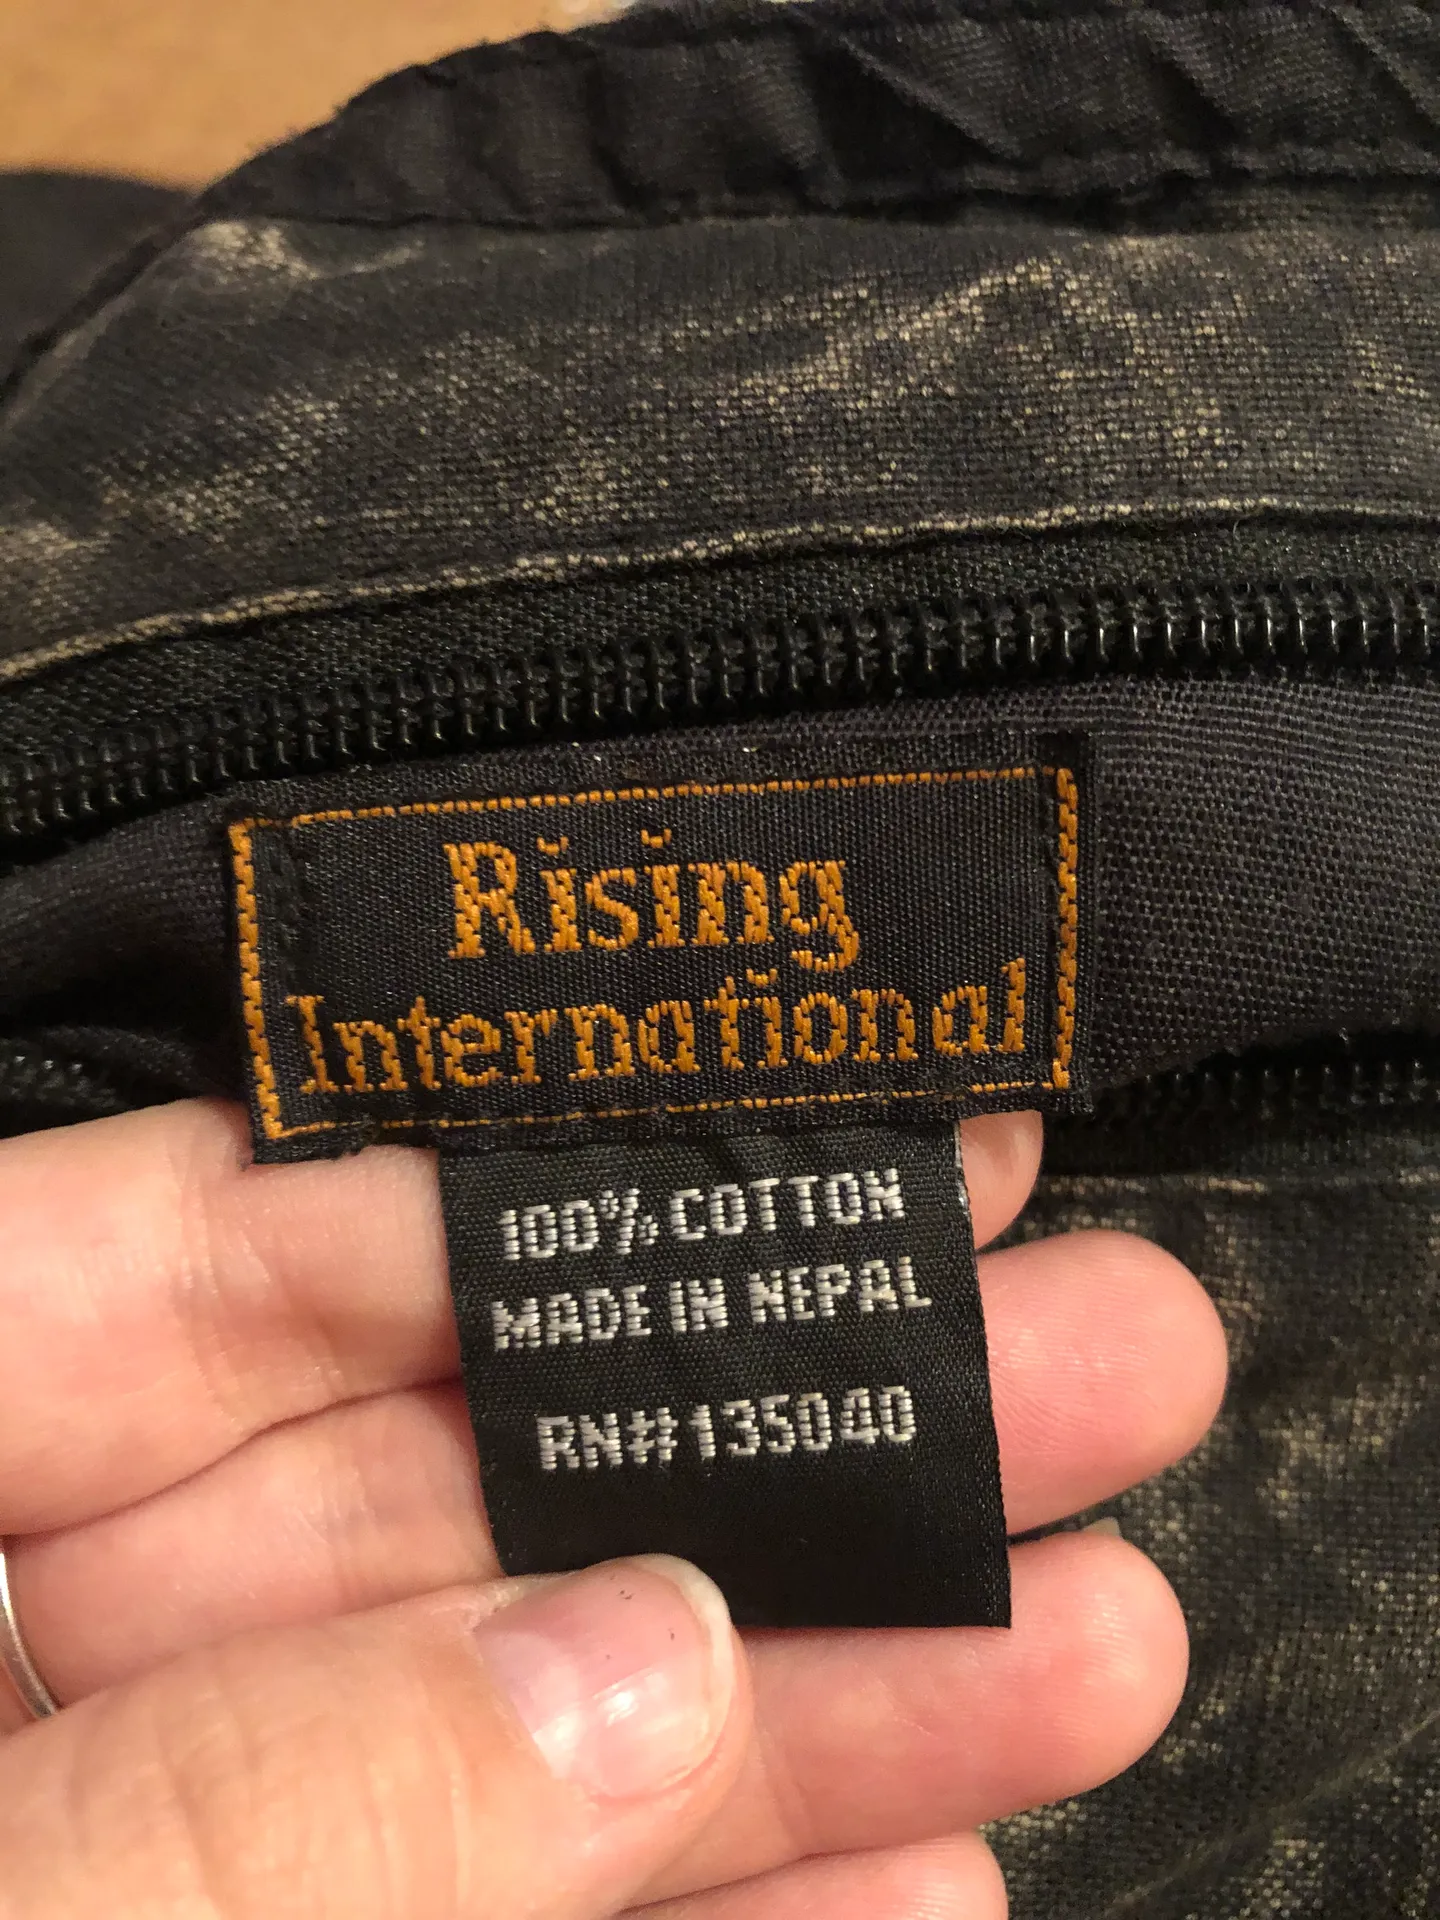 Rising
International
100% COTTON
MADE IN NEPAL
RN#135040